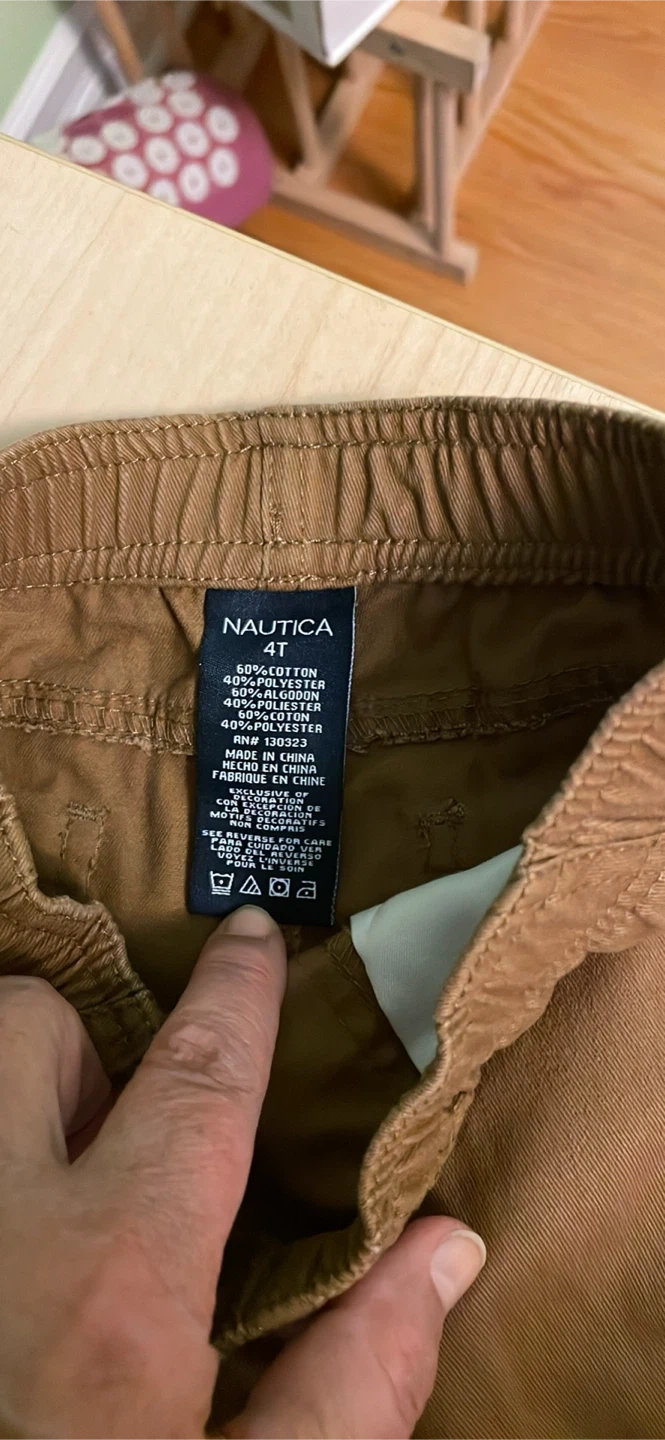 NAUTICA
4T
60%COTTON
40%POLYESTER
60%ALGODON
40%POLIESTER
60%COTON
40%POLYESTER
RN# 130323
MADE IN CHINA
HECHO EN CHINA
FABRIQUE EN CHINE
EXCLUSIVE OF
DECORATION
CON EXCEPCION DE
LA DECORACION
MOTIFS DECORATIFS
NON COMPRIS
SEE REVERSE FOR CARE
PARA CUIDADO VER
LADO DEL REVERSO
VOYEZ L'INVERSE
POUR LE SOIN